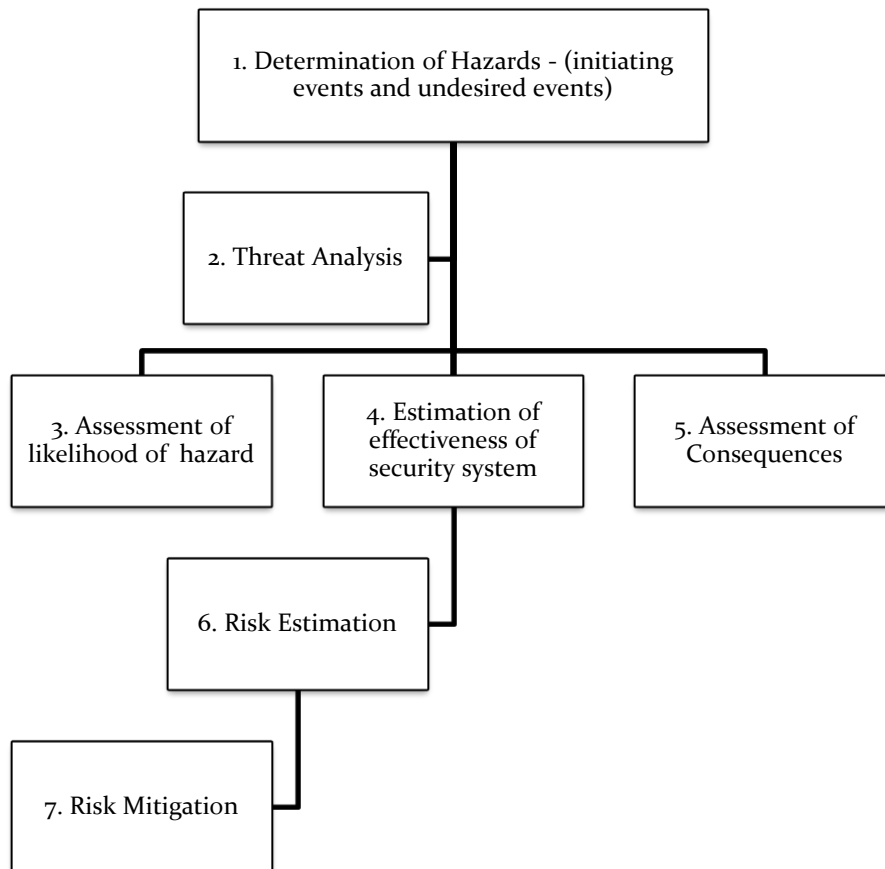 1. Determination of Hazards - (initiating
events and undesired events)
2. Threat Analysis
3. Assessment of
likelihood of hazard
4. Estimation of
effectiveness of
security system
5. Assessment of
Consequences
6. Risk Estimation
7. Risk Mitigation